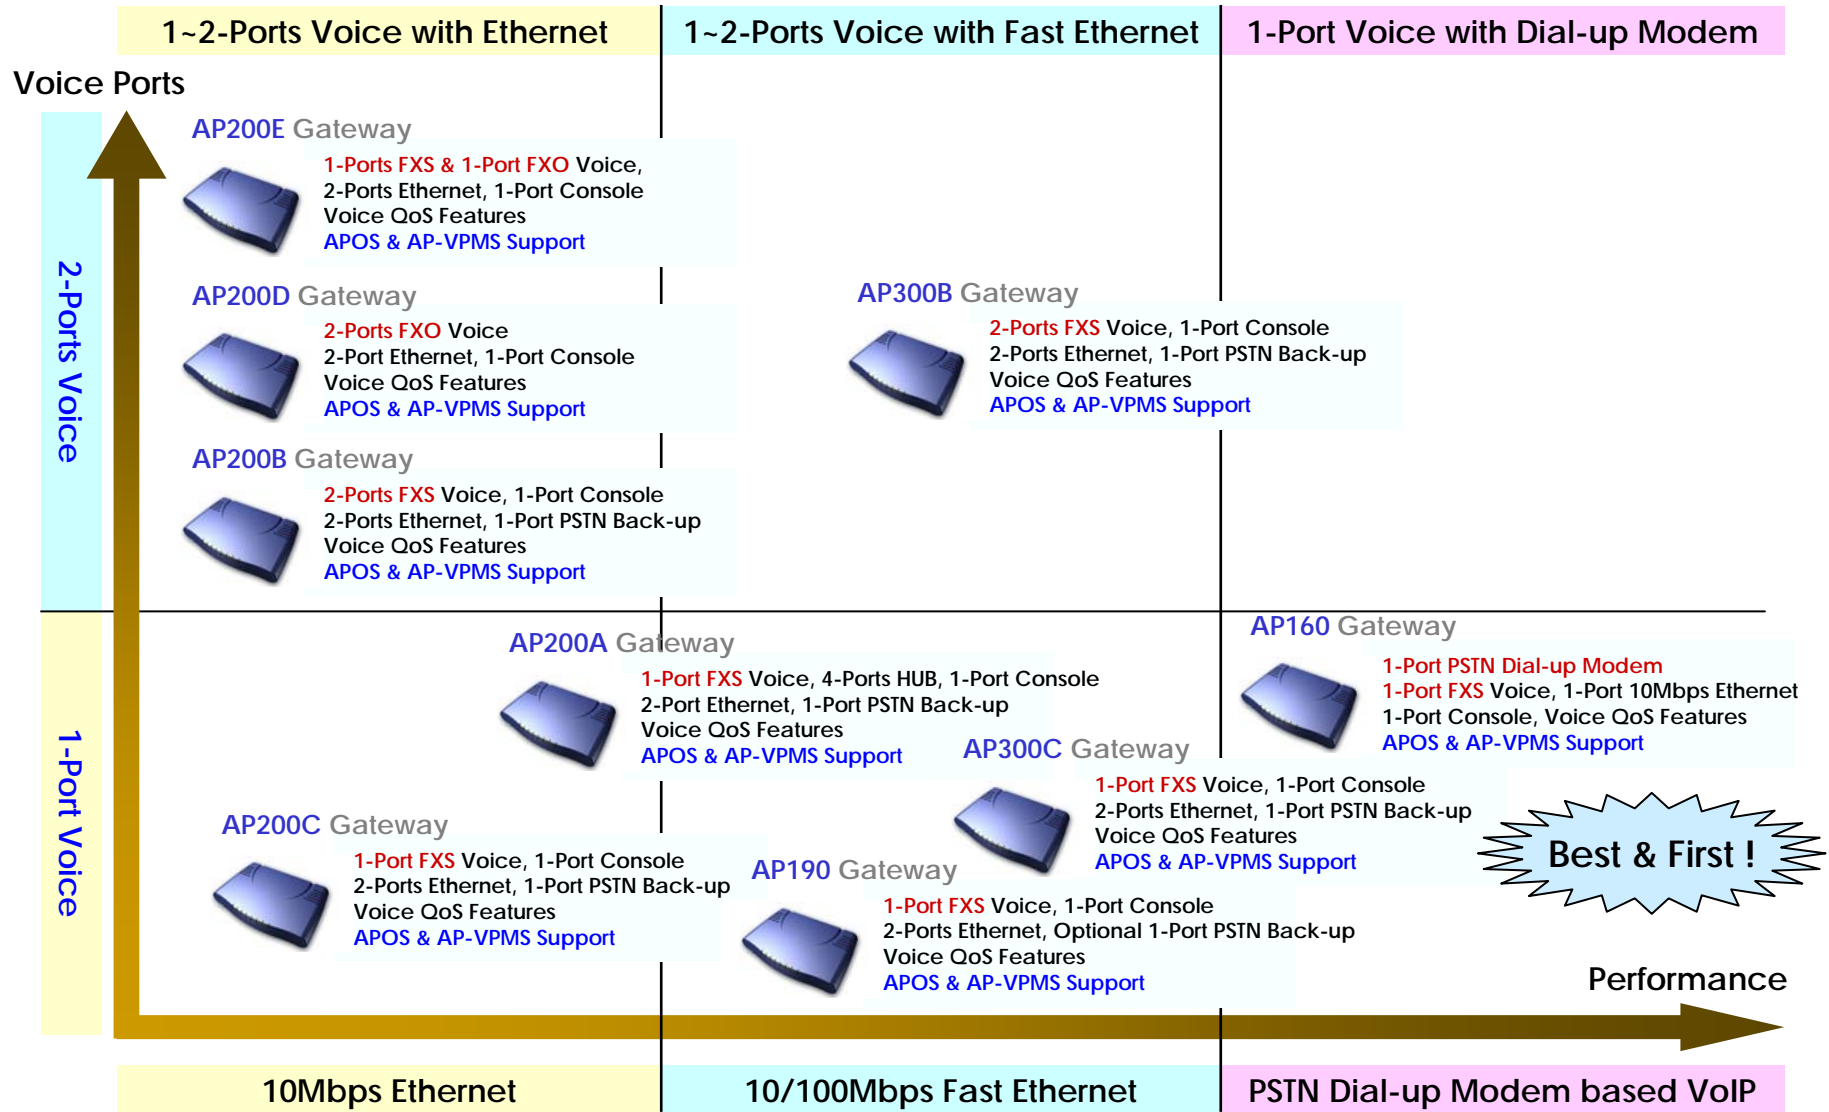 1~2-Ports Voice with Ethernet
1~2-Ports Voice with Fast Ethernet
1-Port Voice with Dial-up Modem
Voice Ports
2-Ports Voice
AP200E Gateway
1-Ports FXS & 1-Port FXO Voice,
2-Ports Ethernet, 1-Port Console
Voice QoS Features
APOS & AP-VPMS Support
AP200D Gateway
2-Ports FXO Voice
2-Port Ethernet, 1-Port Console
Voice QoS Features
APOS & AP-VPMS Support
AP200B Gateway
2-Ports FXS Voice, 1-Port Console
2-Ports Ethernet, 1-Port PSTN Back-up
Voice QoS Features
APOS & AP-VPMS Support
AP300B Gateway
2-Ports FXS Voice, 1-Port Console
2-Ports Ethernet, 1-Port PSTN Back-up
Voice QoS Features
APOS & AP-VPMS Support
1-Port Voice
AP200A Gateway
1-Port FXS Voice, 4-Ports HUB, 1-Port Console
2-Port Ethernet, 1-Port PSTN Back-up
Voice QoS Features
APOS & AP-VPMS Support
AP200C Gateway
1-Port FXS Voice, 1-Port Console
2-Ports Ethernet, 1-Port PSTN Back-up
Voice QoS Features
APOS & AP-VPMS Support
AP300C Gateway
1-Port FXS Voice, 1-Port Console
2-Ports Ethernet, 1-Port PSTN Back-up
Voice QoS Features
APOS & AP-VPMS Support
AP190 Gateway
1-Port FXS Voice, 1-Port Console
2-Ports Ethernet, Optional 1-Port PSTN Back-up
Voice QoS Features
APOS & AP-VPMS Support
AP160 Gateway
1-Port PSTN Dial-up Modem
1-Port FXS Voice, 1-Port 10Mbps Ethernet
1-Port Console, Voice QoS Features
APOS & AP-VPMS Support
Best & First !
Performance
10Mbps Ethernet
10/100Mbps Fast Ethernet
PSTN Dial-up Modem based VoIP